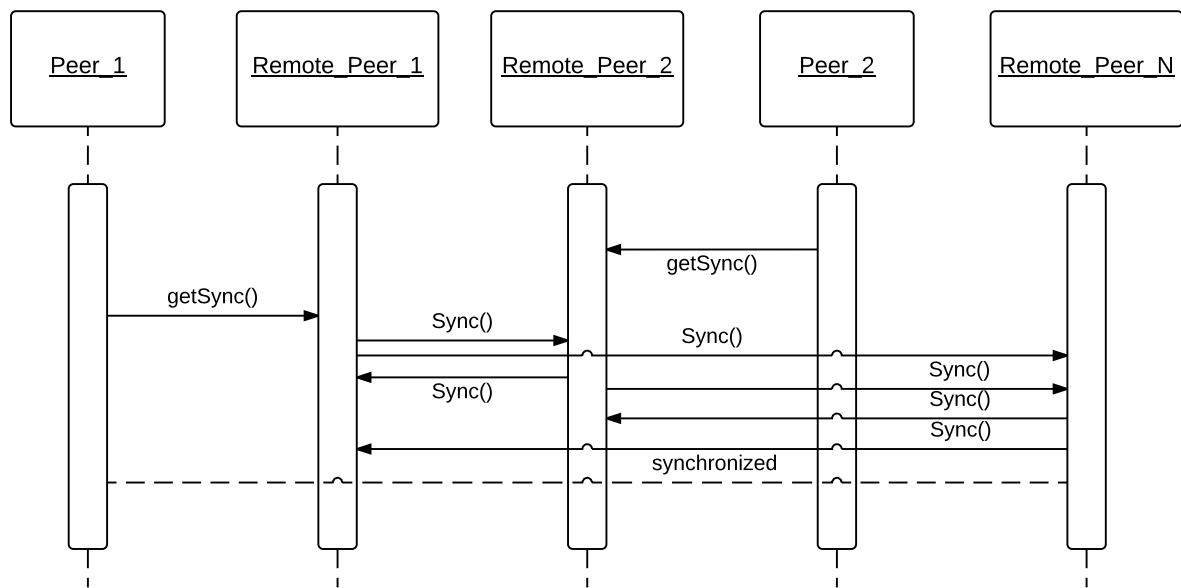 Peer_1
Remote_Peer_1
Remote_Peer_2
Peer_2
Remote_Peer_N
getSync()
getSync()
Sync()
Sync()
Sync()
Sync()
Sync()
Sync()
synchronized